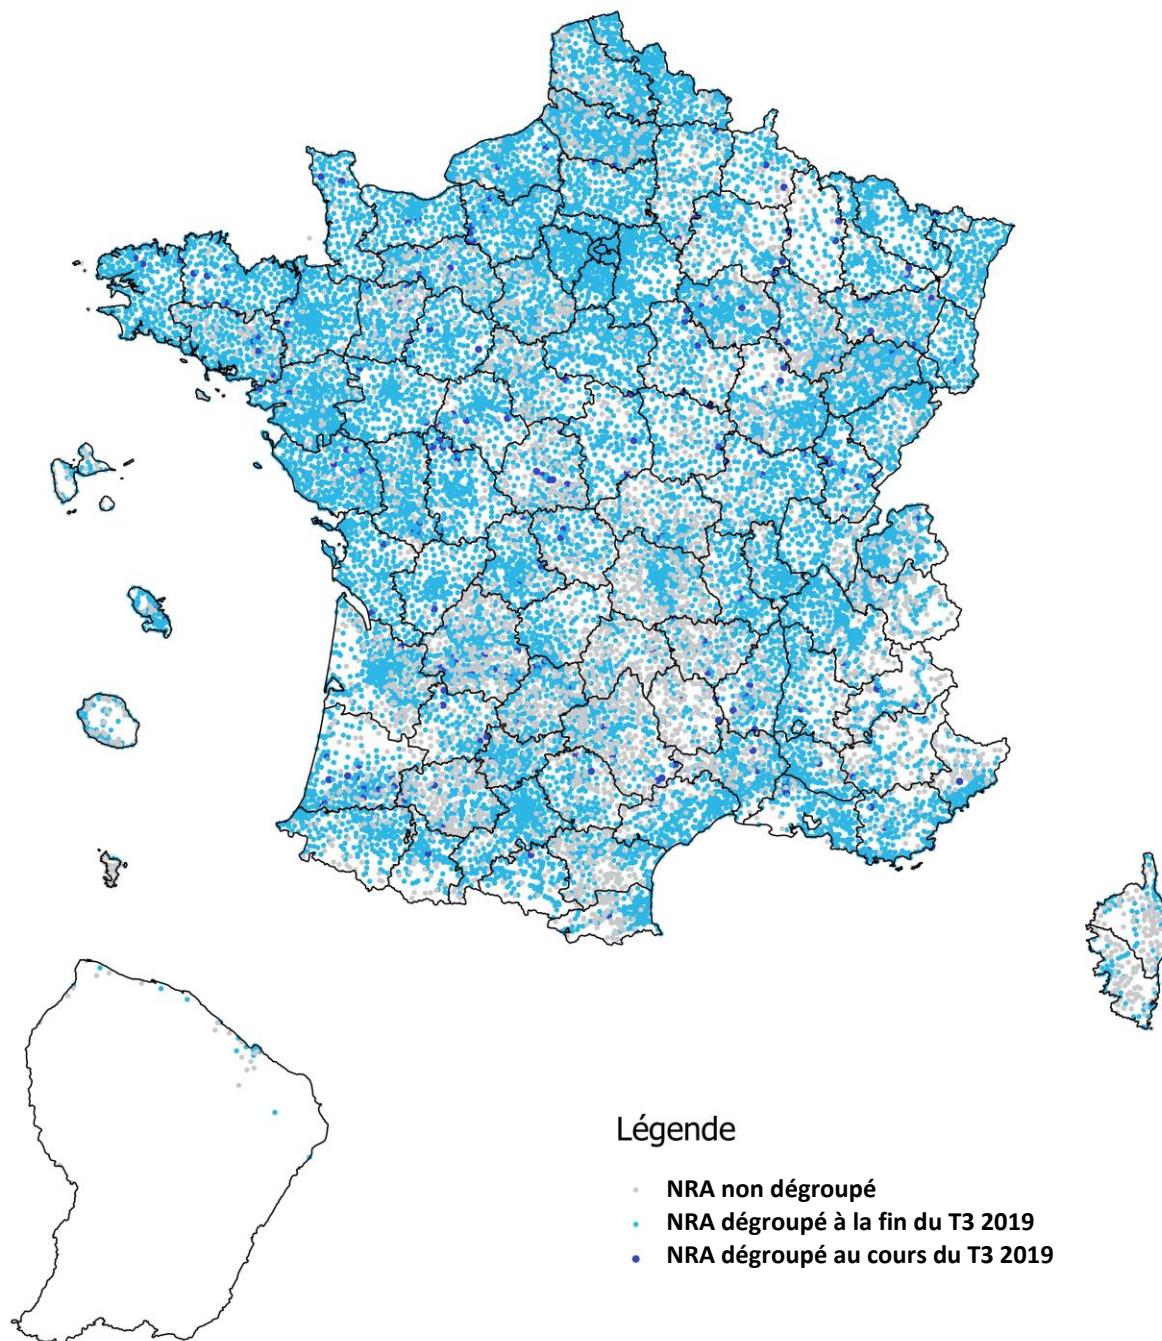 Légende
NRA non dégroupé
NRA dégroupé à la fin du T3 2019
NRA dégroupé au cours du T3 2019